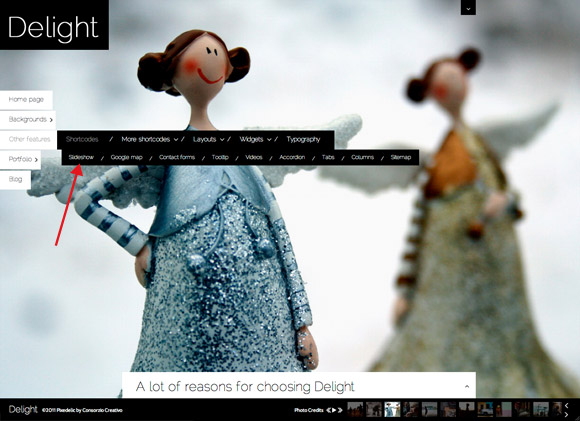 Delight
Home page
Backgrounds
Other features
Shortcodes / More shortcodes / Layouts / Widgets / Typography
Portfolio
Slideshow / Google map / Contact forms / Tooltip / Videos / Accordion / Tabs / Columns / Sitemap
Blog
A lot of reasons for choosing Delight
Delight ©2011 Pixedelic by Consorzio Creativo Photo Credits